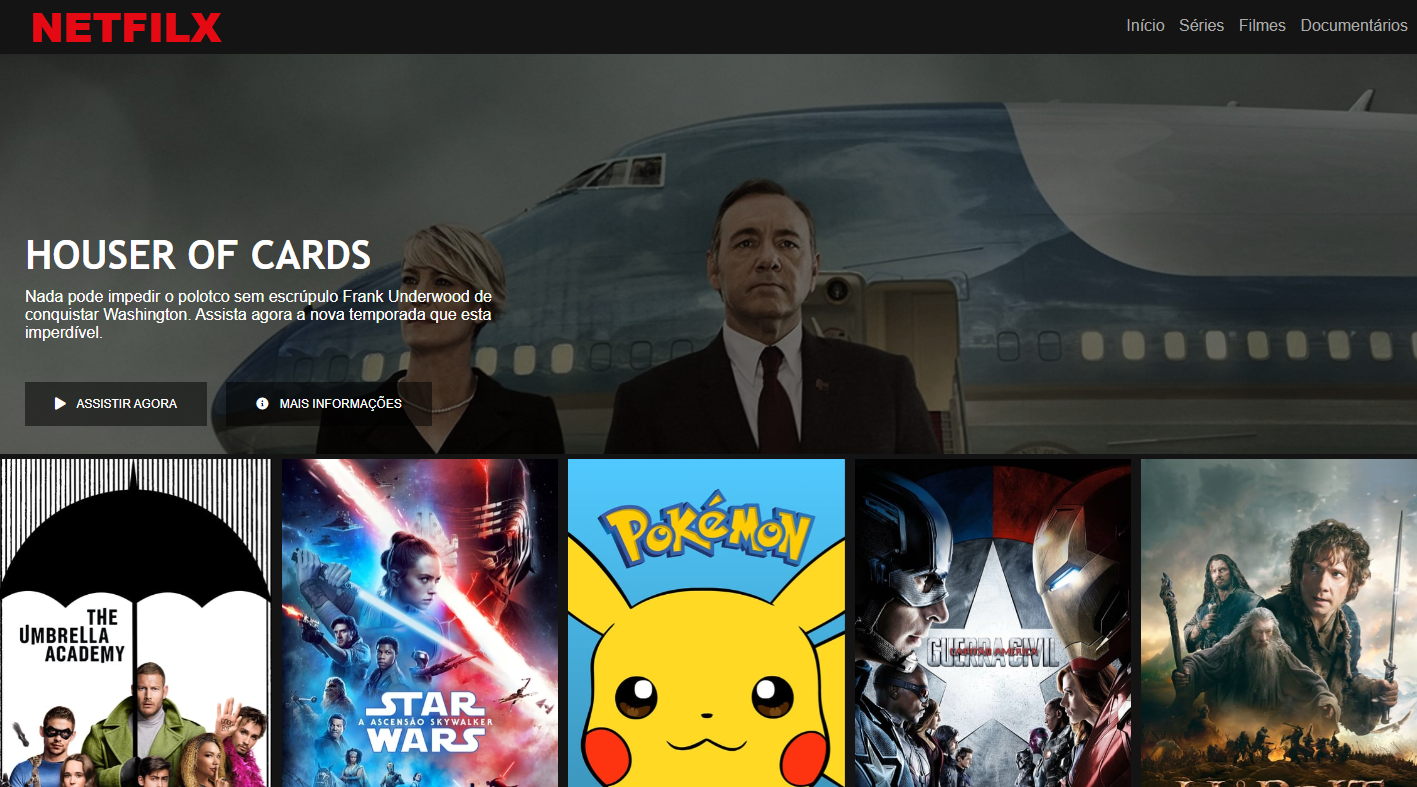 NETFILX
Início Séries Filmes Documentários
HOUSER OF CARDS
Nada pode impedir o polotco sem escrúpulo Frank Underwood de
conquistar Washington. Assista agora a nova temporada que esta
imperdível.
ASSISTIR AGORA
MAIS INFORMAÇÕES
THE
UMBRELLA
ACADEMY
STAR
A ASCENSÃO SKYWALKER
WARS
POKÉMON
GUERRA CIVIL
CAPITÃO AMÉRICA